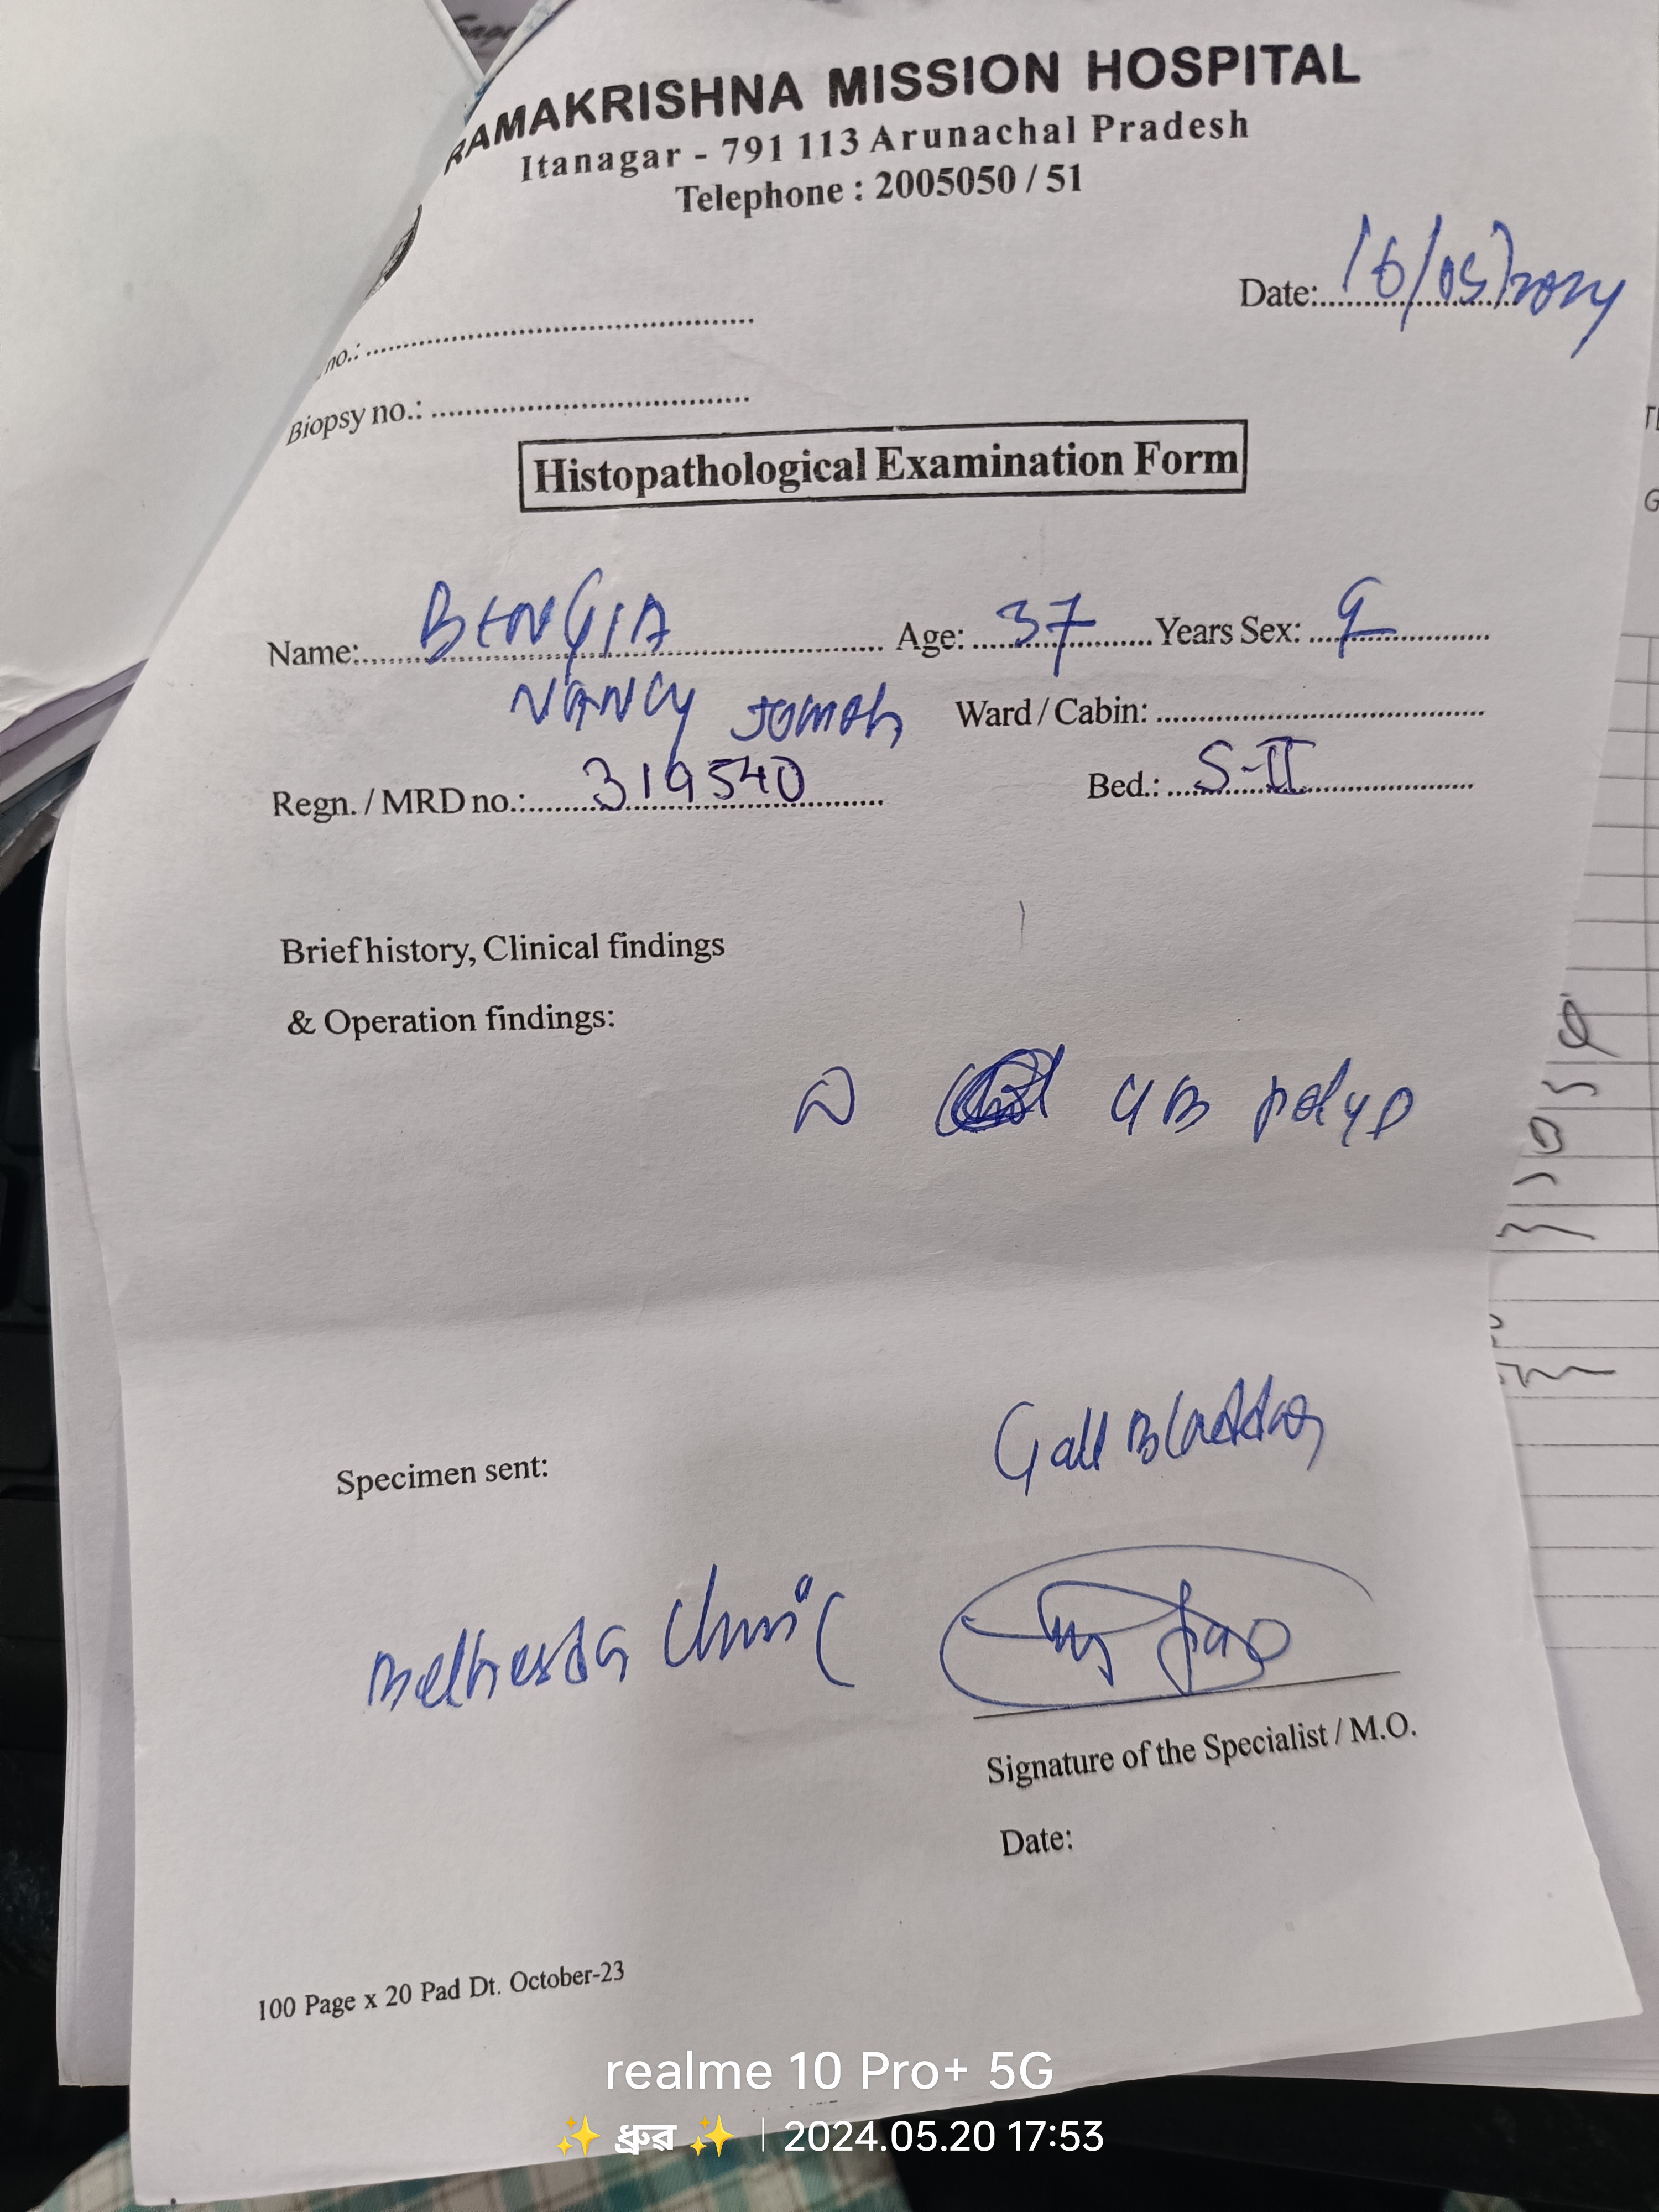 RAMAKRISHNA MISSION HOSPITAL
Itanagar - 791 113 Arunachal Pradesh
Telephone : 2005050 / 51
Date: 16/05/2024
no.:
Biopsy no.:
Histopathological Examination Form
Name: BENGIA Age: 37 Years Sex: ♀
NANCY Ward / Cabin:
Regn. / MRD no.: 319540 Bed.: S-II
Brief history, Clinical findings
& Operation findings:
GB polyp
Specimen sent: Gall Bladder
Clinic
Signature of the Specialist / M.O.
Date:
100 Page x 20 Pad Dt. October-23
realme 10 Pro+ 5G
✨ ধ্রুৱ ✨ | 2024.05.20 17:53